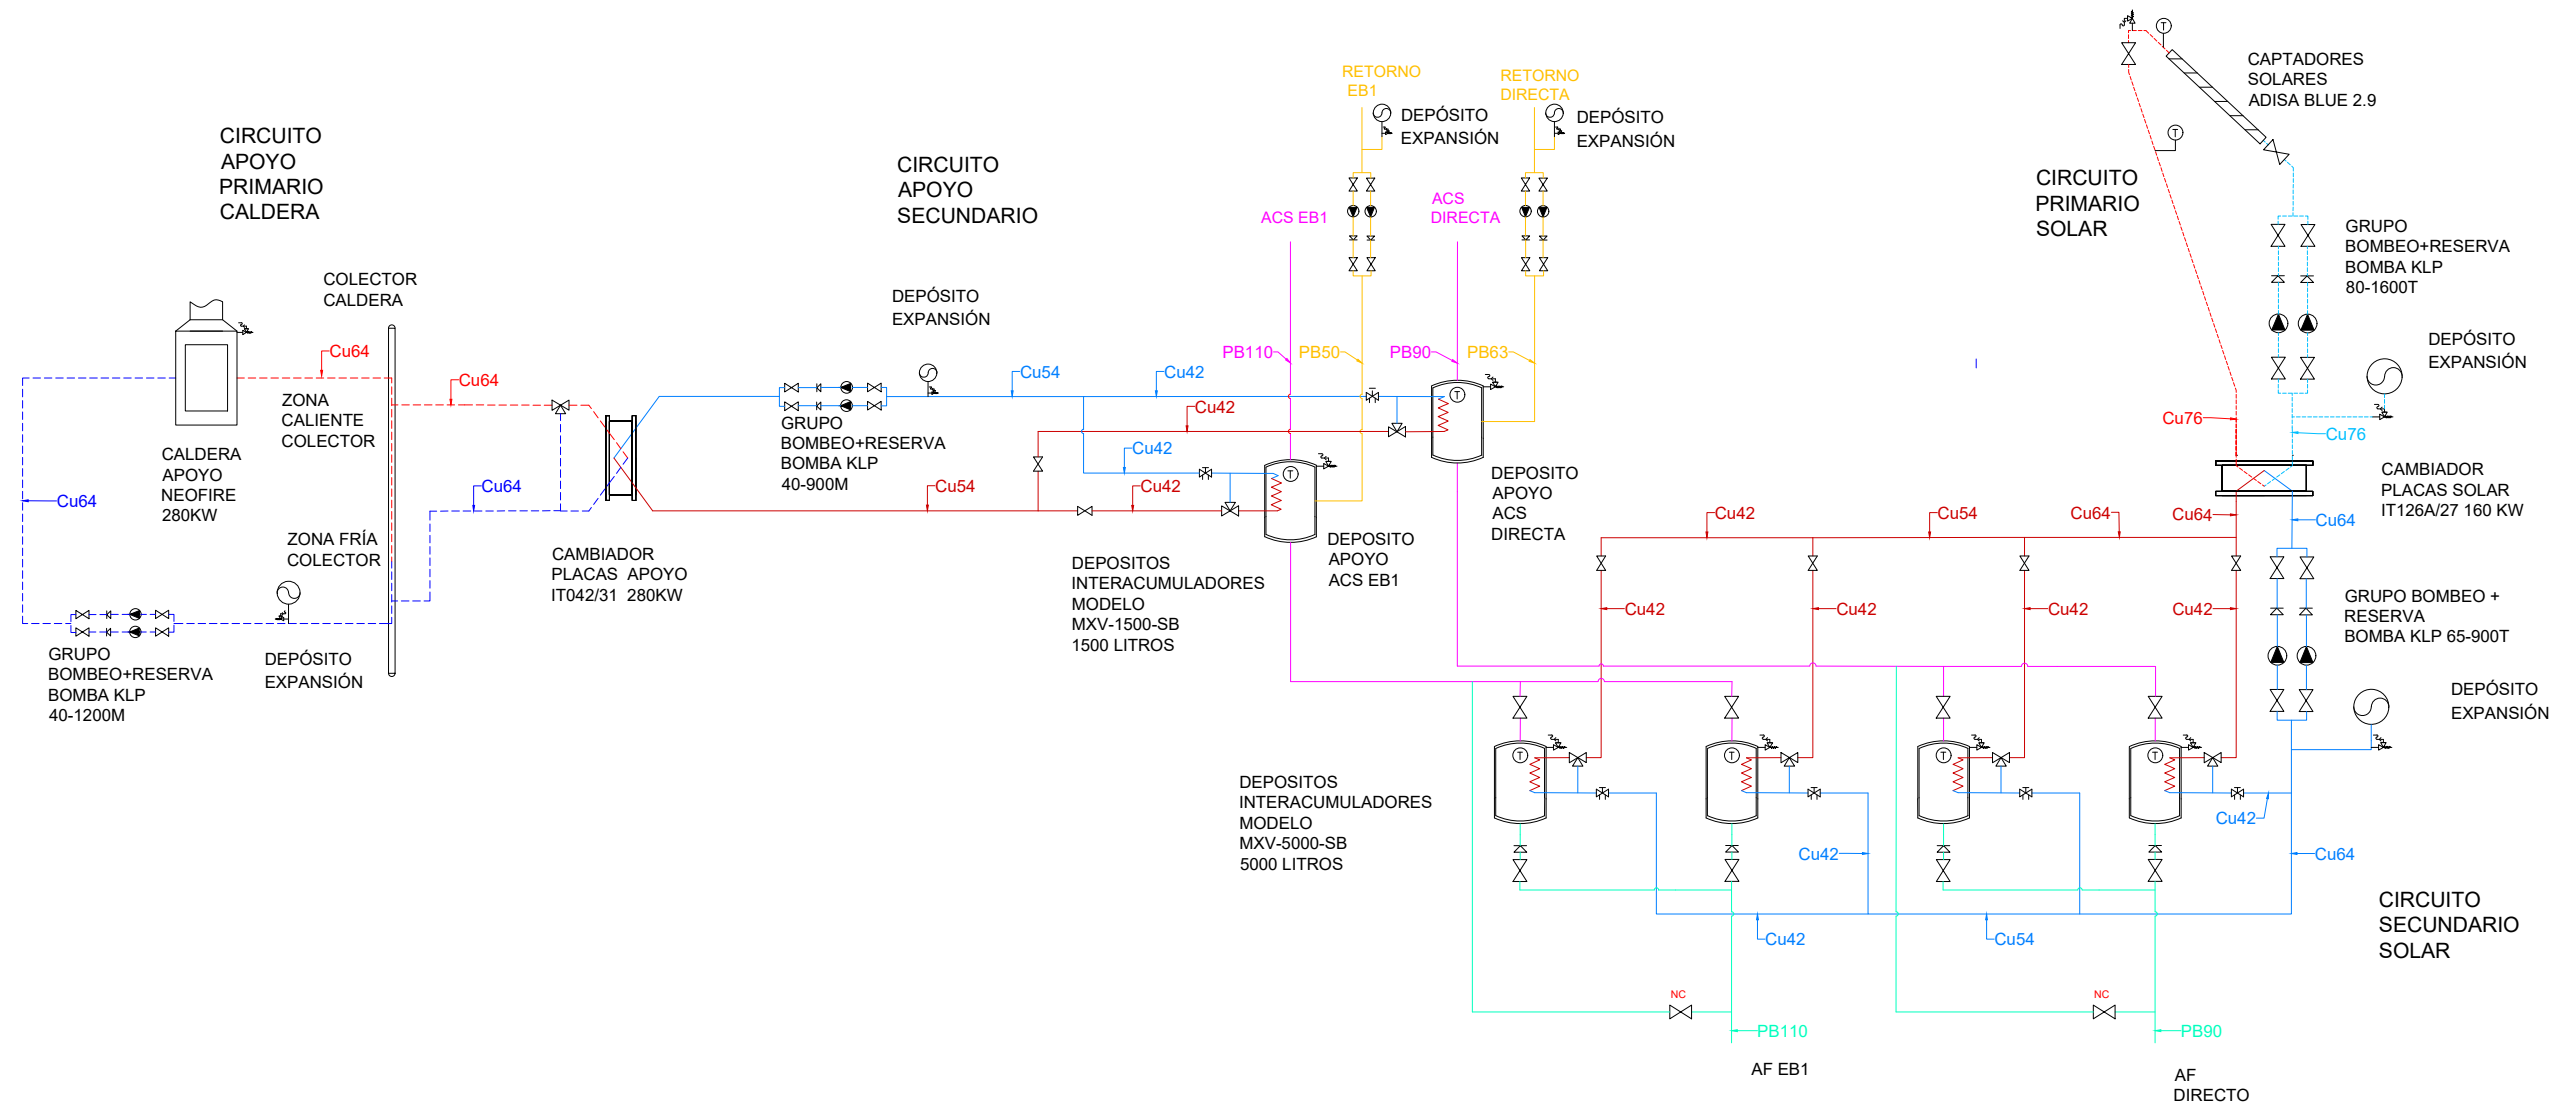 CIRCUITO
APOYO
PRIMARIO
CALDERA
COLECTOR
CALDERA
Cu64
Cu64
ZONA
CALIENTE
COLECTOR
CALDERA
APOYO
NEOFIRE
280KW
Cu64
Cu64
ZONA FRÍA
COLECTOR
GRUPO
BOMBEO+RESERVA
BOMBA KLP
40-1200M
DEPÓSITO
EXPANSIÓN
CAMBIADOR
PLACAS APOYO
IT042/31 280KW
CIRCUITO
APOYO
SECUNDARIO
DEPÓSITO
EXPANSIÓN
GRUPO
BOMBEO+RESERVA
BOMBA KLP
40-900M
Cu54
Cu42
Cu42
Cu42
Cu54
Cu42
RETORNO
EB1
DEPÓSITO
EXPANSIÓN
RETORNO
DIRECTA
DEPÓSITO
EXPANSIÓN
ACS EB1
ACS
DIRECTA
PB110
PB50
PB90
PB63
T
T
DEPOSITO
APOYO
ACS
DIRECTA
DEPOSITO
APOYO
ACS EB1
DEPOSITOS
INTERACUMULADORES
MODELO
MXV-1500-SB
1500 LITROS
T
T
CAPTADORES
SOLARES
ADISA BLUE 2.9
CIRCUITO
PRIMARIO
SOLAR
GRUPO
BOMBEO+RESERVA
BOMBA KLP
80-1600T
DEPÓSITO
EXPANSIÓN
Cu76
Cu76
CAMBIADOR
PLACAS SOLAR
IT126A/27 160 KW
Cu42
Cu54
Cu64
Cu64
Cu64
Cu42
Cu42
Cu42
Cu42
GRUPO BOMBEO +
RESERVA
BOMBA KLP 65-900T
DEPÓSITO
EXPANSIÓN
DEPOSITOS
INTERACUMULADORES
MODELO
MXV-5000-SB
5000 LITROS
T
T
T
T
Cu42
Cu42
Cu64
Cu42
Cu54
CIRCUITO
SECUNDARIO
SOLAR
NC
NC
PB110
PB90
AF EB1
AF
DIRECTO